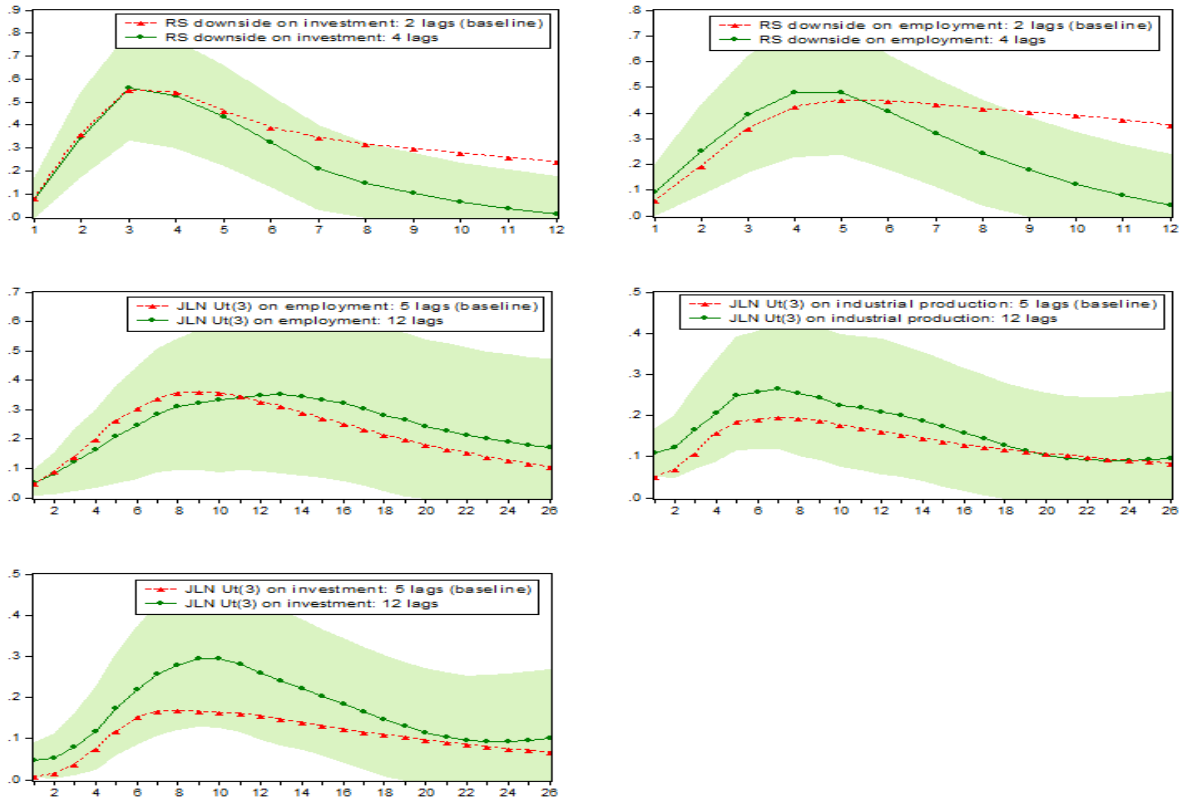 RS downside on investment: 2 lags (baseline)
RS downside on investment: 4 lags
.9
.8
.7
.6
.5
.4
.3
.2
.1
.0
1 2 3 4 5 6 7 8 9 10 11 12
RS downside on employment: 2 lags (baseline)
RS downside on employment: 4 lags
.8
.7
.6
.5
.4
.3
.2
.1
.0
1 2 3 4 5 6 7 8 9 10 11 12
JLN Ut(3) on employment: 5 lags (baseline)
JLN Ut(3) on employment: 12 lags
.7
.6
.5
.4
.3
.2
.1
.0
2 4 6 8 10 12 14 16 18 20 22 24 26
JLN Ut(3) on industrial production: 5 lags (baseline)
JLN Ut(3) on industrial production: 12 lags
.5
.4
.3
.2
.1
.0
2 4 6 8 10 12 14 16 18 20 22 24 26
JLN Ut(3) on investment: 5 lags (baseline)
JLN Ut(3) on investment: 12 lags
.5
.4
.3
.2
.1
.0
2 4 6 8 10 12 14 16 18 20 22 24 26